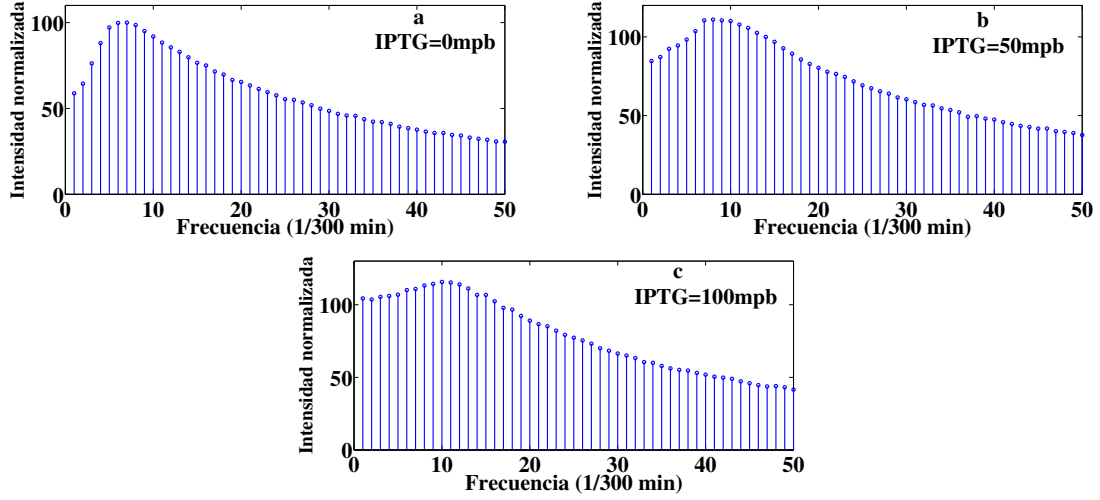 a
IPTG=0mpb
Intensidad normalizada
100
50
0
0 10 20 30 40 50
Frecuencia (1/300 min)
b
IPTG=50mpb
Intensidad normalizada
100
50
0
0 10 20 30 40 50
Frecuencia (1/300 min)
c
IPTG=100mpb
Intensidad normalizada
100
50
0
0 10 20 30 40 50
Frecuencia (1/300 min)